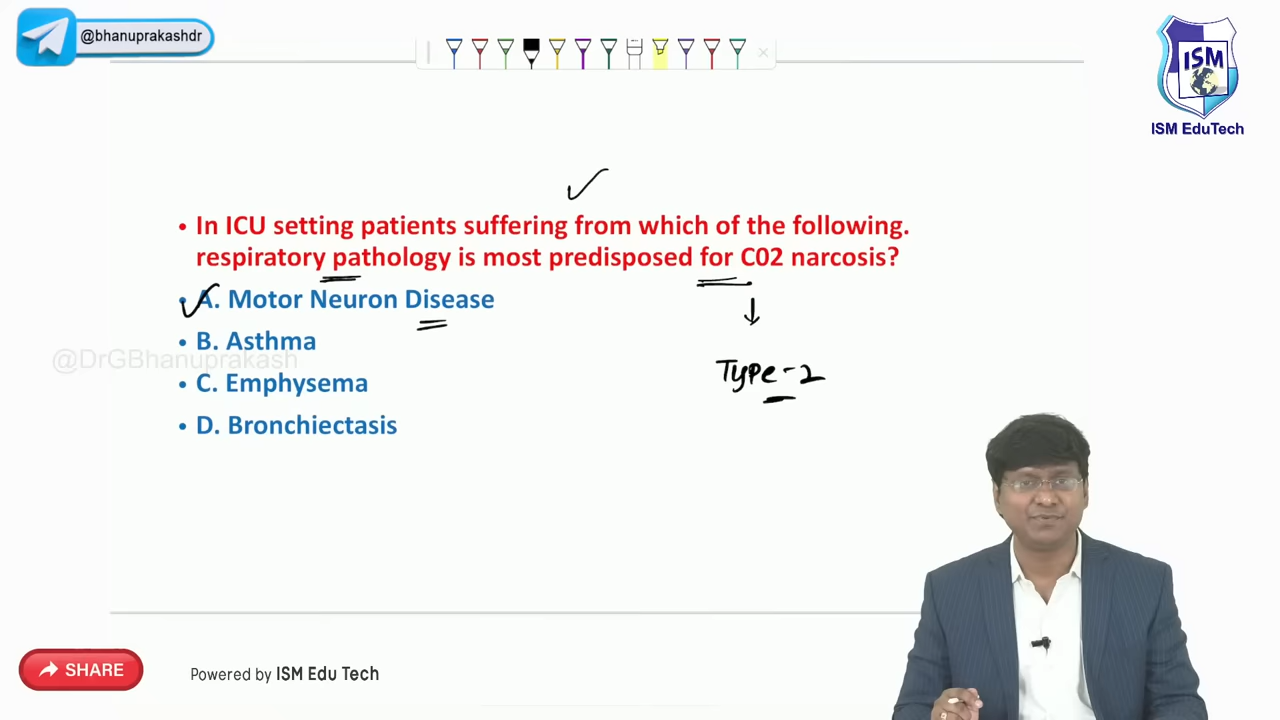 @bhanuprakashdr
ISM
ISM EduTech
• In ICU setting patients suffering from which of the following.
respiratory pathology is most predisposed for C02 narcosis?
• A. Motor Neuron Disease
• B. Asthma
@DrGBhanuprakash
• C. Emphysema
Type-2
• D. Bronchiectasis
SHARE
Powered by ISM Edu Tech